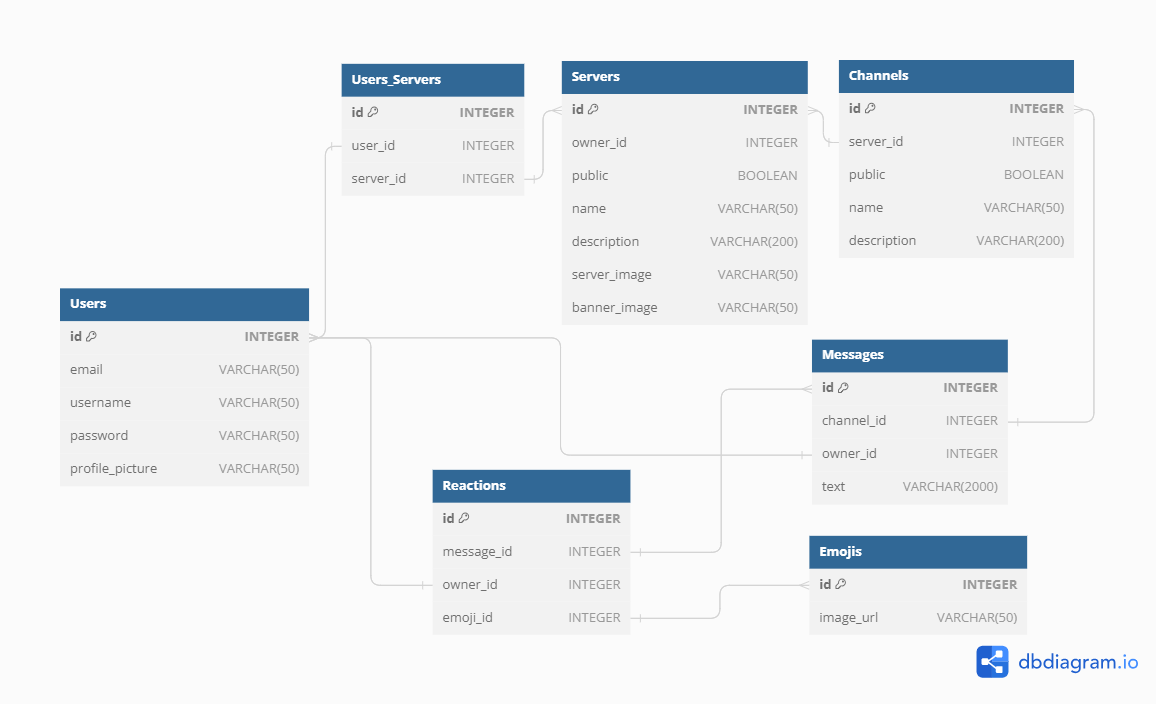 Users_Servers
id INTEGER
user_id INTEGER
server_id INTEGER
Servers
id INTEGER
owner_id INTEGER
public BOOLEAN
name VARCHAR(50)
description VARCHAR(200)
server_image VARCHAR(50)
banner_image VARCHAR(50)
Channels
id INTEGER
server_id INTEGER
public BOOLEAN
name VARCHAR(50)
description VARCHAR(200)
Users
id INTEGER
email VARCHAR(50)
username VARCHAR(50)
password VARCHAR(50)
profile_picture VARCHAR(50)
Messages
id INTEGER
channel_id INTEGER
owner_id INTEGER
text VARCHAR(2000)
Reactions
id INTEGER
message_id INTEGER
owner_id INTEGER
emoji_id INTEGER
Emojis
id INTEGER
image_url VARCHAR(50)
dbdiagram.io